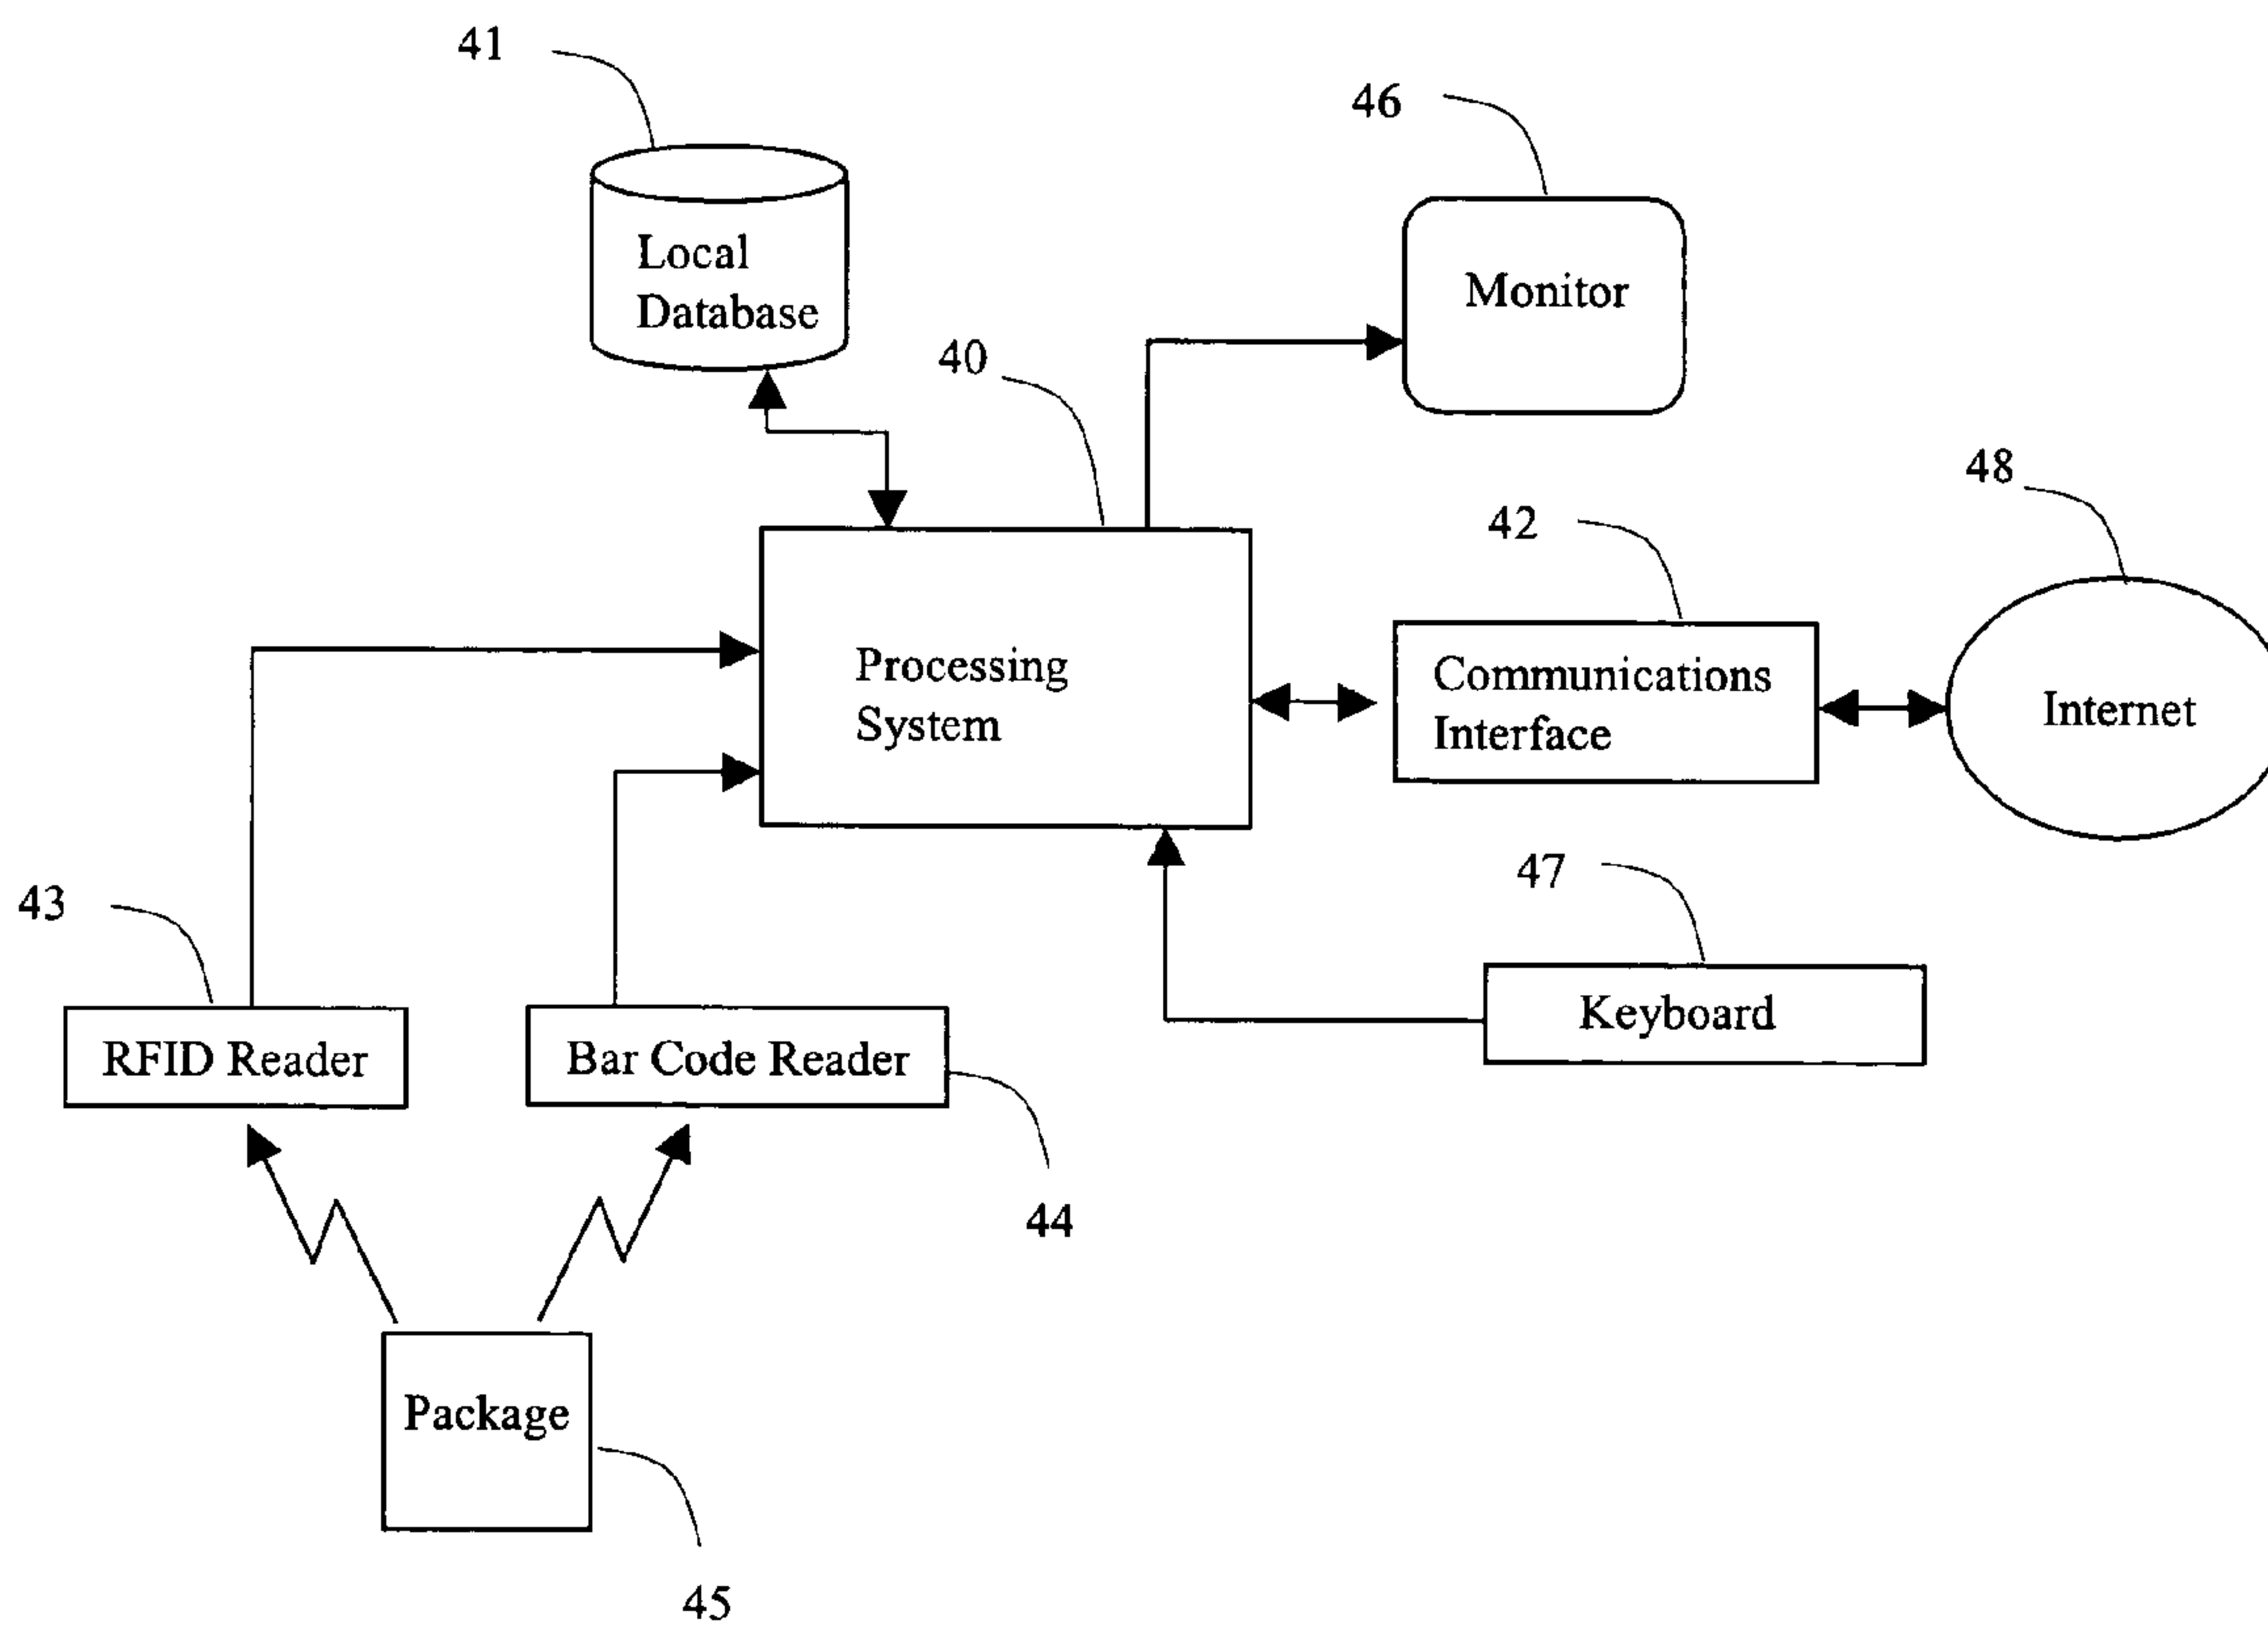 41
46
Local
Database
Monitor
40
48
42
Processing
System
Communications
Interface
Internet
47
43
Keyboard
RFID Reader
Bar Code Reader
44
Package
45